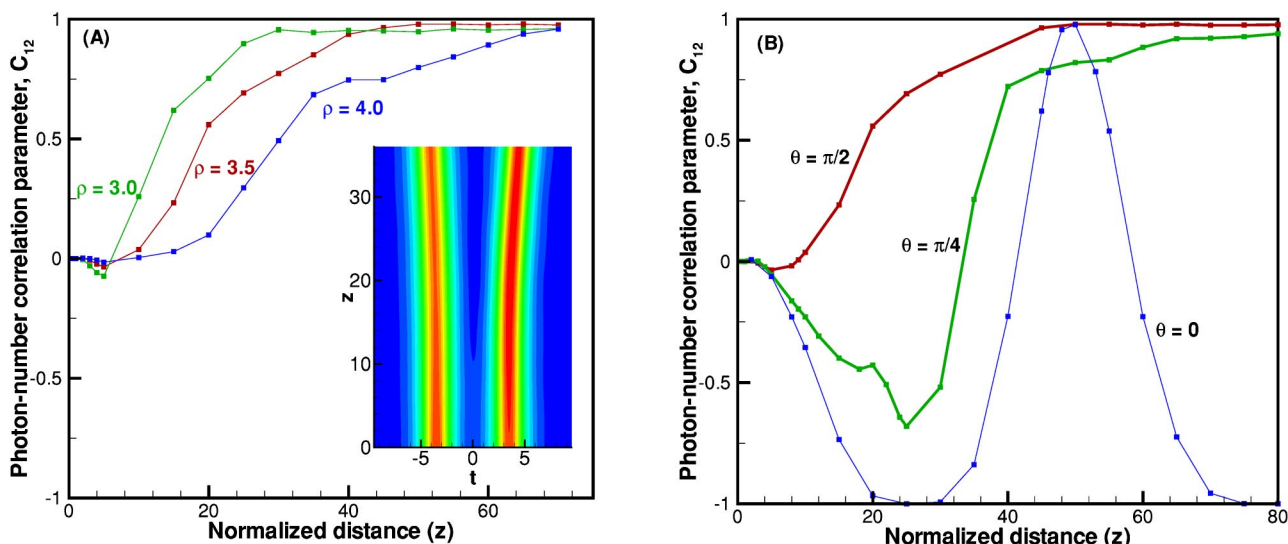 (A)
Photon-number correlation parameter, C12
1
0.5
0
-0.5
-1
ρ = 3.0
ρ = 3.5
ρ = 4.0
z
30
20
10
0
-5 0 5
t
0 20 40 60
Normalized distance (z)
(B)
Photon-number correlation parameter, C12
1
0.5
0
-0.5
-1
θ = π/2
θ = π/4
θ = 0
0 20 40 60 80
Normalized distance (z)